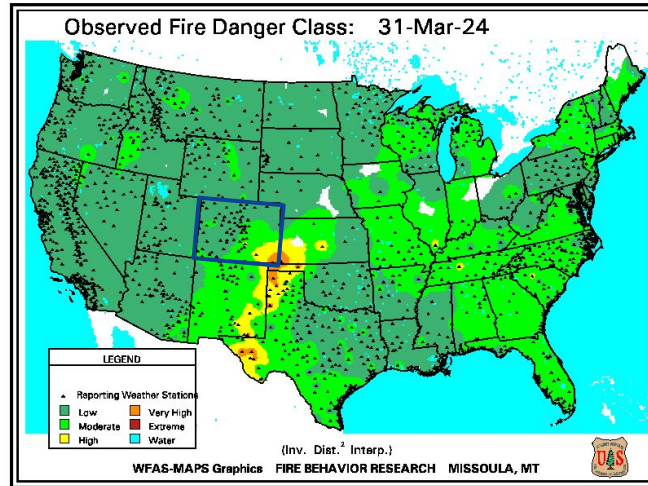 Observed Fire Danger Class: 31-Mar-24
LEGEND
Reporting Weather Stations
Low
Very High
Moderate
Extreme
High
Water
(Inv. Dist.² Interp.)
WFAS-MAPS Graphics FIRE BEHAVIOR RESEARCH MISSOULA, MT
U S